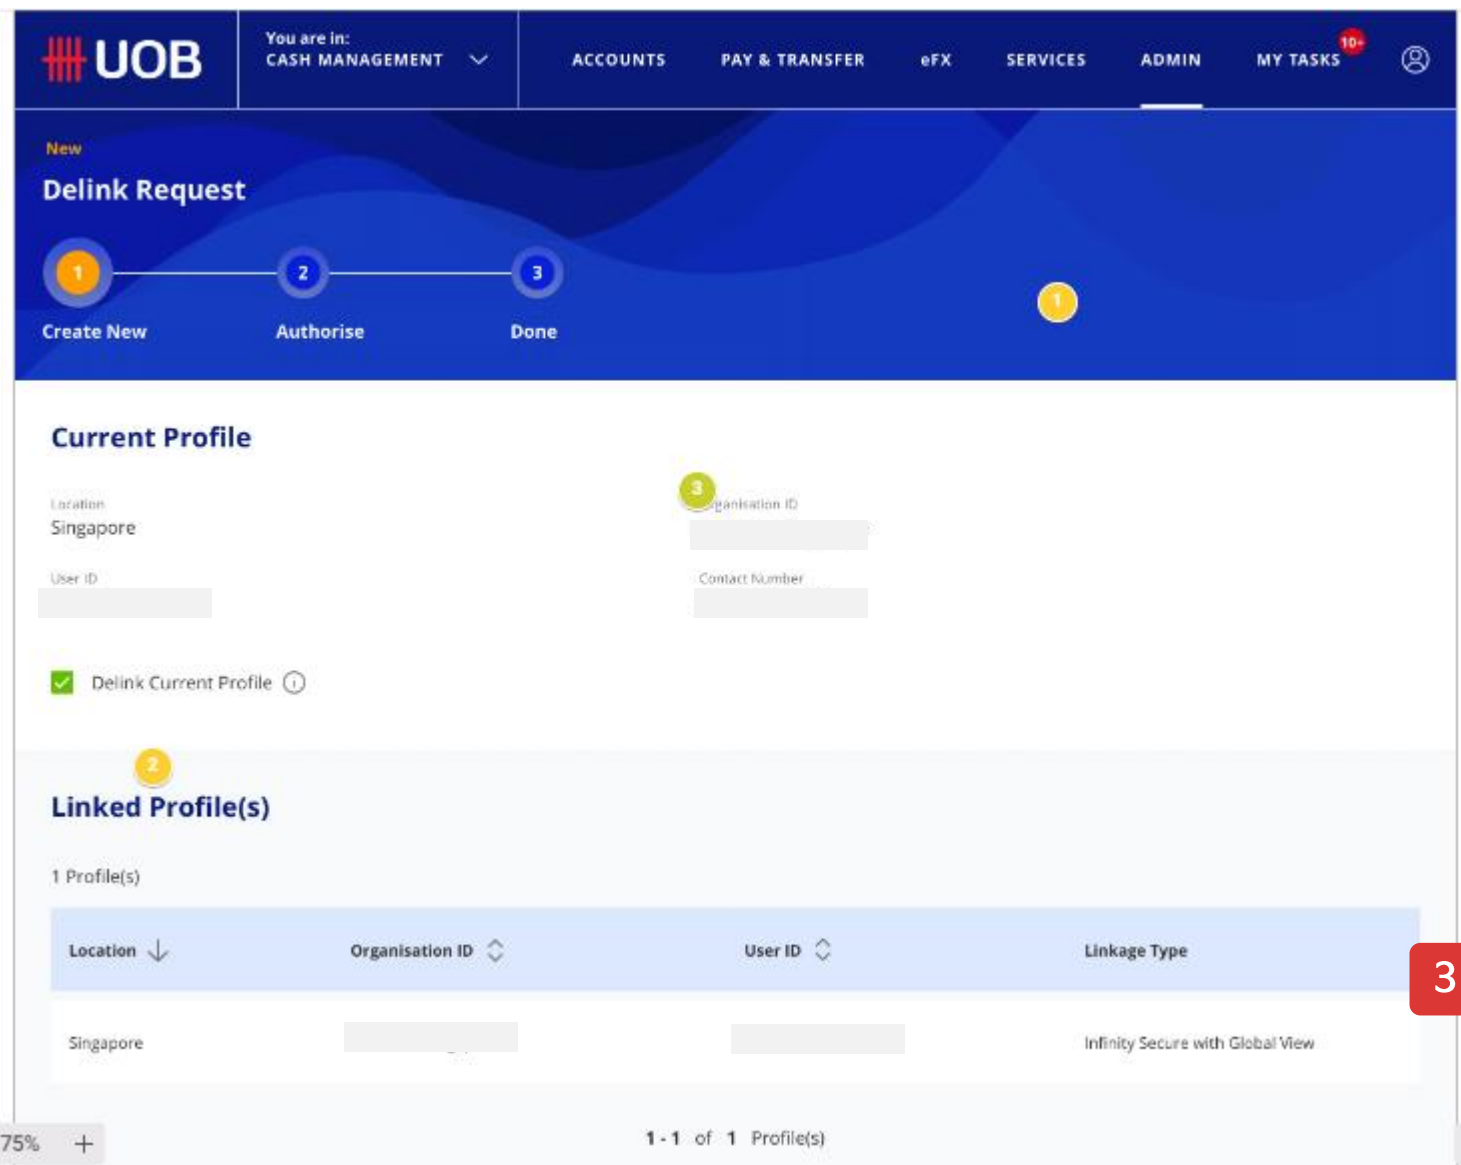 UOB
You are in:
CASH MANAGEMENT
ACCOUNTS
PAY & TRANSFER
eFX
SERVICES
ADMIN
MY TASKS
10+
New
Delink Request
1
2
3
Create New
Authorise
Done
1
Current Profile
Location
Singapore
3
ganisation ID
User ID
Contact Number
Delink Current Profile
2
Linked Profile(s)
1 Profile(s)
Location
Organisation ID
User ID
Linkage Type
3
Singapore
Infinity Secure with Global View
1 - 1 of 1 Profile(s)
75% +